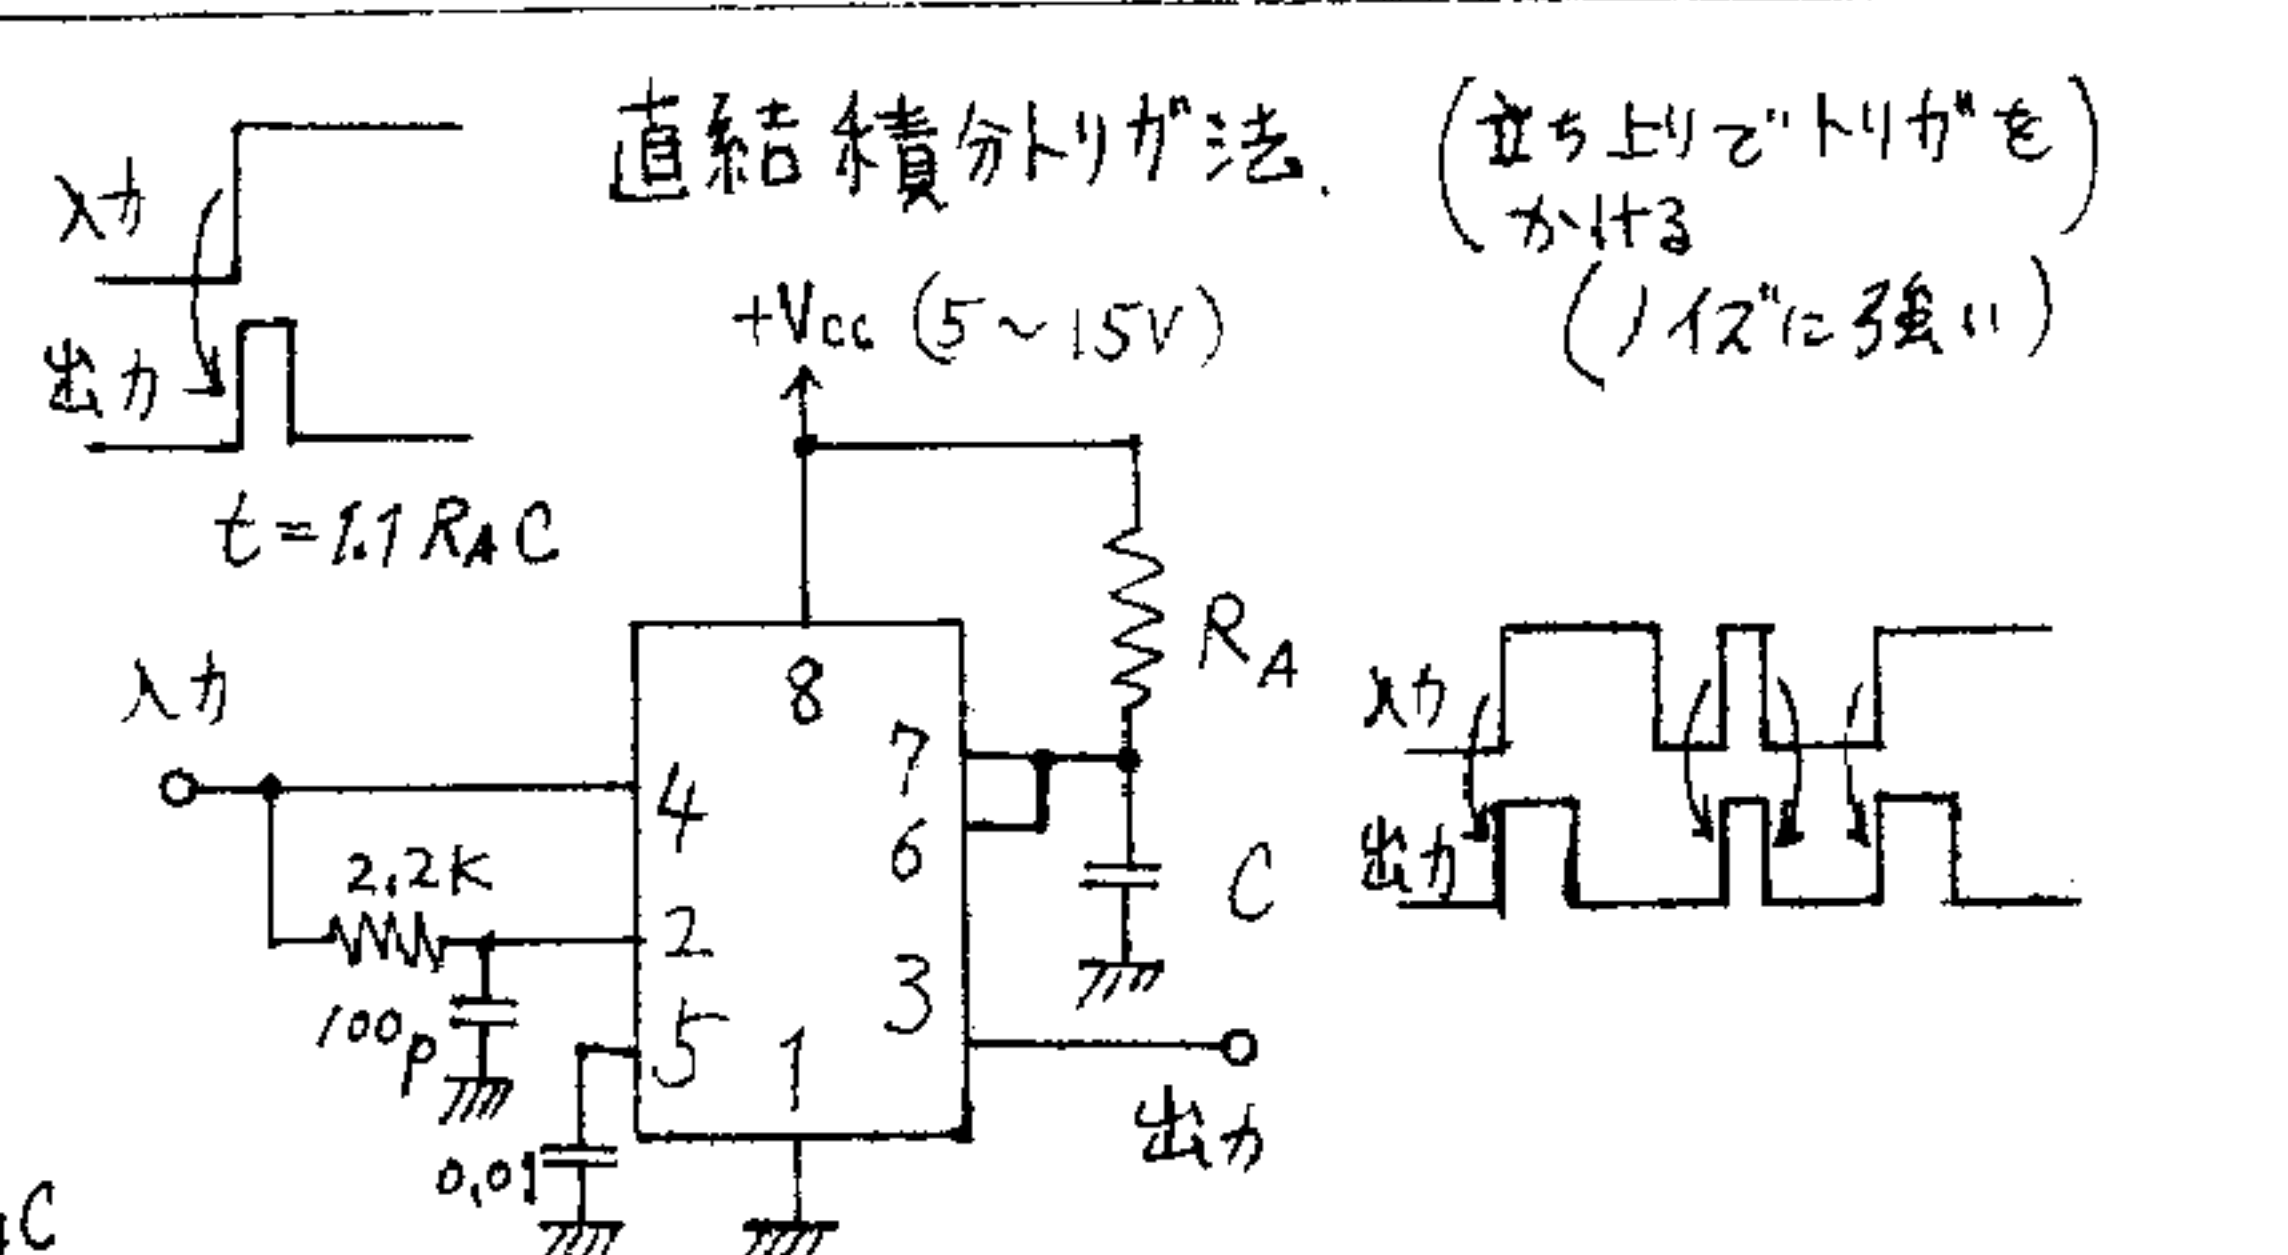 直結積分トリガ法.
(立ち上りでトリガを
かける)
(ノイズに強い)
入力
出力
t=1.1RAC
+Vcc (5~15V)
入力
8
7
6
4
2
5
1
3
RA
C
2.2K
100p
0.01
出力
入力
出力
C